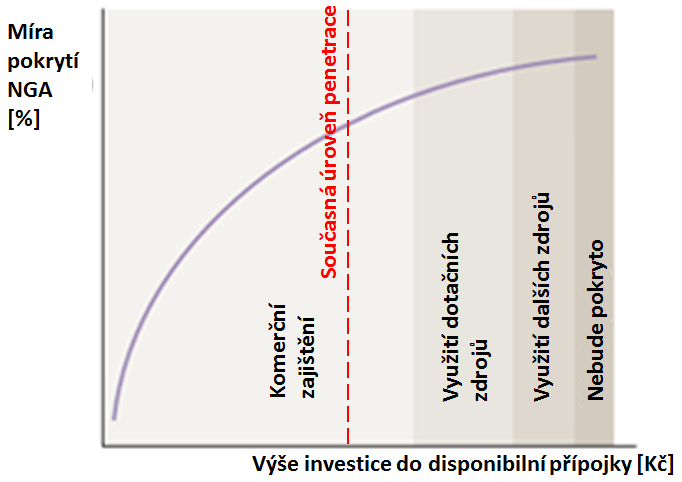 Míra
pokrytí
NGA
[%]
Současná úroveň penetrace
Komerční
zajištění
Využití dotačních
zdrojů
Využití dalších zdrojů
Nebude pokryto
Výše investice do disponibilní přípojky [Kč]